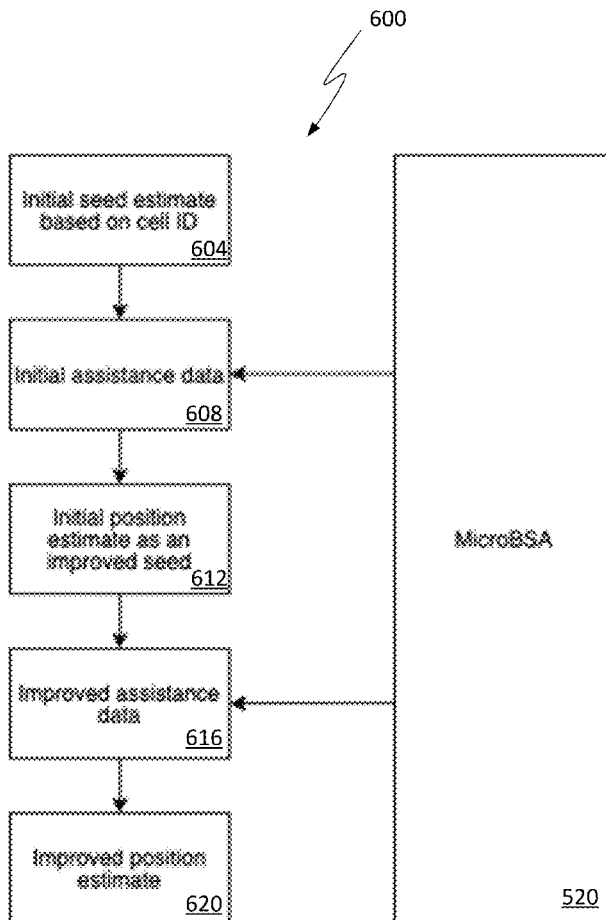 600
Initial seed estimate
based on cell ID
604
Initial assistance data
608
Initial position
estimate as an
improved seed
612
Improved assistance
data
616
Improved position
estimate
620
MicroBSA
520